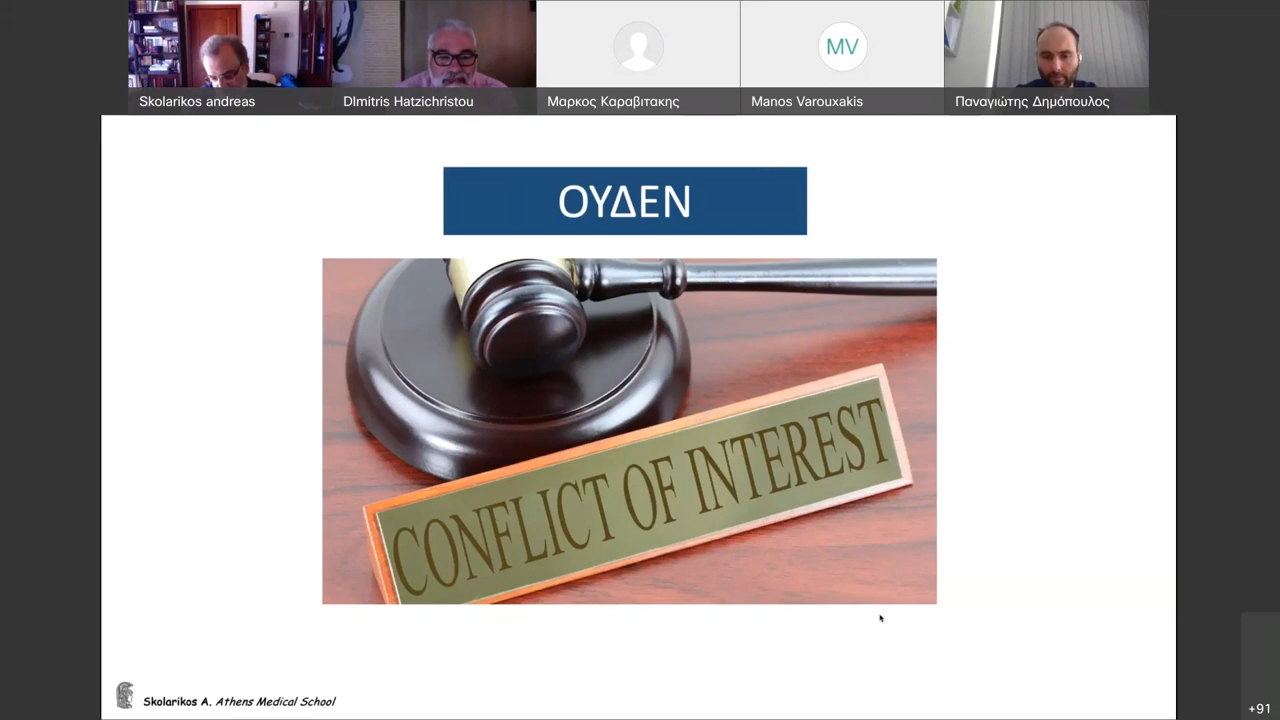 Skolarikos andreas
DImitris Hatzichristou
Μαρκος Καραβιτακης
MV
Manos Varouxakis
Παναγιώτης Δημόπουλος
ΟΥΔΕΝ
CONFLICT OF INTEREST
Skolarikos A. Athens Medical School
+91